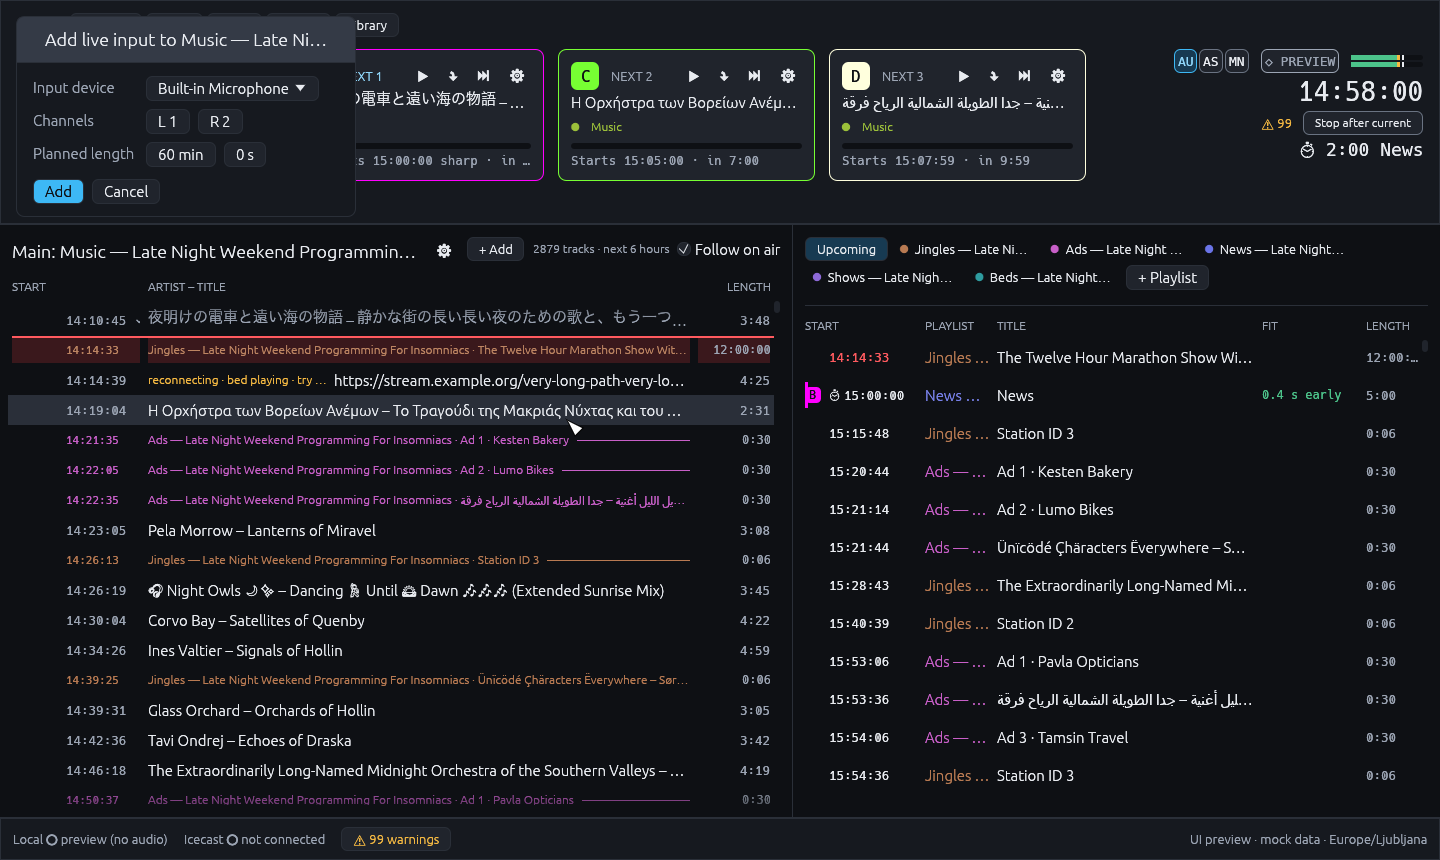 Library
Add live input to Music — Late Ni…
Input device
Built-in Microphone
Channels
L 1
R 2
Planned length
60 min
0 s
Add
Cancel
EXT 1
の電車と遠い海の物語 _ …
s 15:00:00 sharp · in …
C
NEXT 2
Η Ορχήστρα των Βορείων Ανέμ…
Music
Starts 15:05:00 · in 7:00
D
NEXT 3
…نية – جدا الطويلة الشمالية الرياح فرقة
Music
Starts 15:07:59 · in 9:59
AU AS MN
◇ PREVIEW
14:58:00
⚠ 99
Stop after current
2:00 News
Main: Music — Late Night Weekend Programmin…
+ Add
2879 tracks · next 6 hours
✓ Follow on air
START ARTIST – TITLE LENGTH
14:10:45 、夜明けの電車と遠い海の物語 _ 静かな街の長い長い夜のための歌と、もう一つ… 3:48
14:14:33 Jingles — Late Night Weekend Programming For Insomniacs · The Twelve Hour Marathon Show Wit… 12:00:00
14:14:39 reconnecting · bed playing · try … https://stream.example.org/very-long-path-very-lo… 4:25
14:19:04 Η Ορχήστρα των Βορείων Ανέμων – Το Τραγούδι της Μακριάς Νύχτας και του … 2:31
14:21:35 Ads — Late Night Weekend Programming For Insomniacs · Ad 1 · Kesten Bakery 0:30
14:22:05 Ads — Late Night Weekend Programming For Insomniacs · Ad 2 · Lumo Bikes 0:30
14:22:35 Ads — Late Night Weekend Programming For Insomniacs · …يل الليل أغنية – جدا الطويلة الشمالية الرياح فرقة 0:30
14:23:05 Pela Morrow – Lanterns of Miravel 3:08
14:26:13 Jingles — Late Night Weekend Programming For Insomniacs · Station ID 3 0:06
14:26:19 🎧 Night Owls 🌙✨ – Dancing 💃 Until 🌅 Dawn 🎶🎶🎶 (Extended Sunrise Mix) 3:45
14:30:04 Corvo Bay – Satellites of Quenby 4:22
14:34:26 Ines Valtier – Signals of Hollin 4:59
14:39:25 Jingles — Late Night Weekend Programming For Insomniacs · Ünïcödé Çhäracters Ëverywhere – Sør… 0:06
14:39:31 Glass Orchard – Orchards of Hollin 3:05
14:42:36 Tavi Ondrej – Echoes of Draska 3:42
14:46:18 The Extraordinarily Long-Named Midnight Orchestra of the Southern Valleys – … 4:19
14:50:37 Ads — Late Night Weekend Programming For Insomniacs · Ad 1 · Pavla Opticians 0:30
Upcoming
Jingles — Late Ni…
Ads — Late Night …
News — Late Night…
Shows — Late Nigh…
Beds — Late Night…
+ Playlist
START PLAYLIST TITLE FIT LENGTH
14:14:33 Jingles … The Twelve Hour Marathon Show Wi… 12:00:…
B 15:00:00 News … News 0.4 s early 5:00
15:15:48 Jingles … Station ID 3 0:06
15:20:44 Ads — … Ad 1 · Kesten Bakery 0:30
15:21:14 Ads — … Ad 2 · Lumo Bikes 0:30
15:21:44 Ads — … Ünïcödé Çhäracters Ëverywhere – S… 0:30
15:28:43 Jingles … The Extraordinarily Long-Named Mi… 0:06
15:40:39 Jingles … Station ID 2 0:06
15:53:06 Ads — … Ad 1 · Pavla Opticians 0:30
15:53:36 Ads — … …ليل أغنية – جدا الطويلة الشمالية الرياح فرقة 0:30
15:54:06 Ads — … Ad 3 · Tamsin Travel 0:30
15:54:36 Jingles … Station ID 3 0:06
Local preview (no audio)
Icecast not connected
⚠ 99 warnings
UI preview · mock data · Europe/Ljubljana